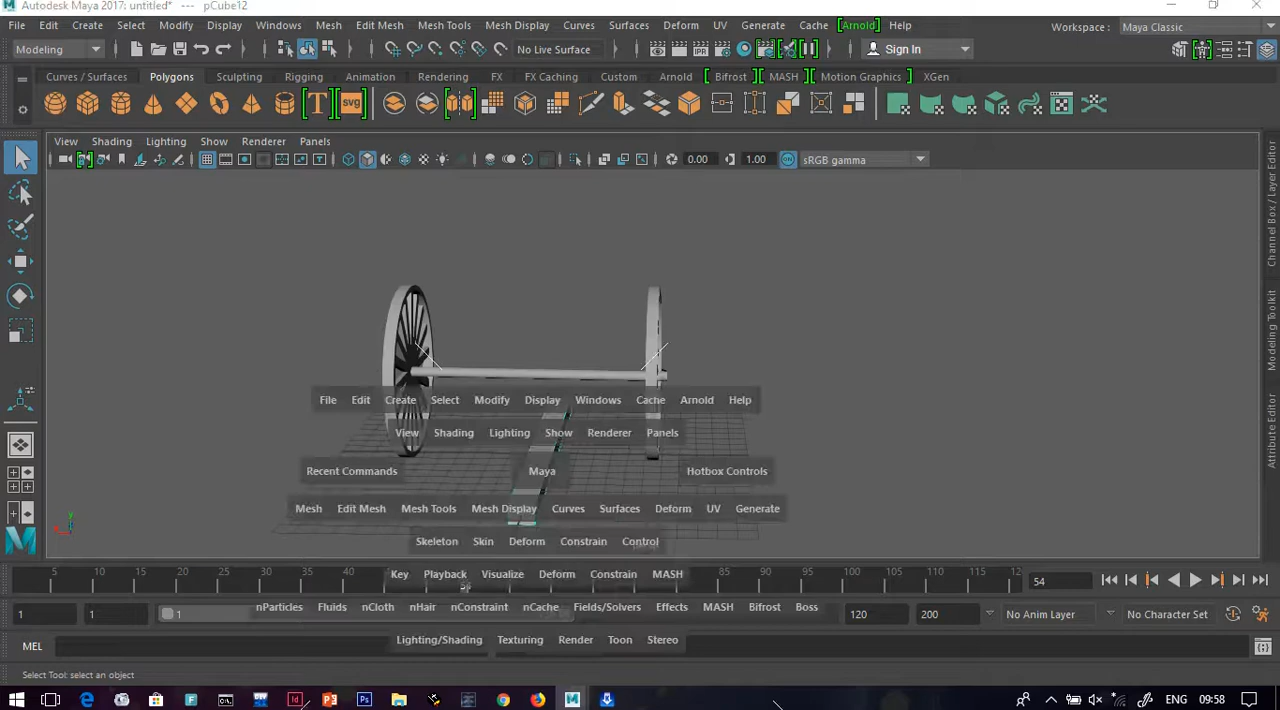 Autodesk Maya 2017: untitled* --- pCube12
File Edit Create Select Modify Display Windows Mesh Edit Mesh Mesh Tools Mesh Display Curves Surfaces Deform UV Generate Cache [Arnold] Help Workspace : Maya Classic
Modeling No Live Surface Sign In
Curves / Surfaces Polygons Sculpting Rigging Animation Rendering FX FX Caching Custom Arnold Bifrost MASH Motion Graphics XGen
T svg
View Shading Lighting Show Renderer Panels
0.00 1.00 ON sRGB gamma
Channel Box / Layer Editor
Modeling Toolkit
Attribute Editor
File Edit Create Select Modify Display Windows Cache Arnold Help
View Shading Lighting Show Renderer Panels
Recent Commands Maya Hotbox Controls
Mesh Edit Mesh Mesh Tools Mesh Display Curves Surfaces Deform UV Generate
Skeleton Skin Deform Constrain Control
Key Playback Visualize Deform Constrain MASH
5 10 15 20 25 30 35 40 54 85 90 95 100 105 110 115 12 54
1 1 1 nParticles Fluids nCloth nHair nConstraint nCache Fields/Solvers Effects MASH Bifrost Boss 120 200 No Anim Layer No Character Set
MEL Lighting/Shading Texturing Render Toon Stereo
Select Tool: select an object
ENG 09:58